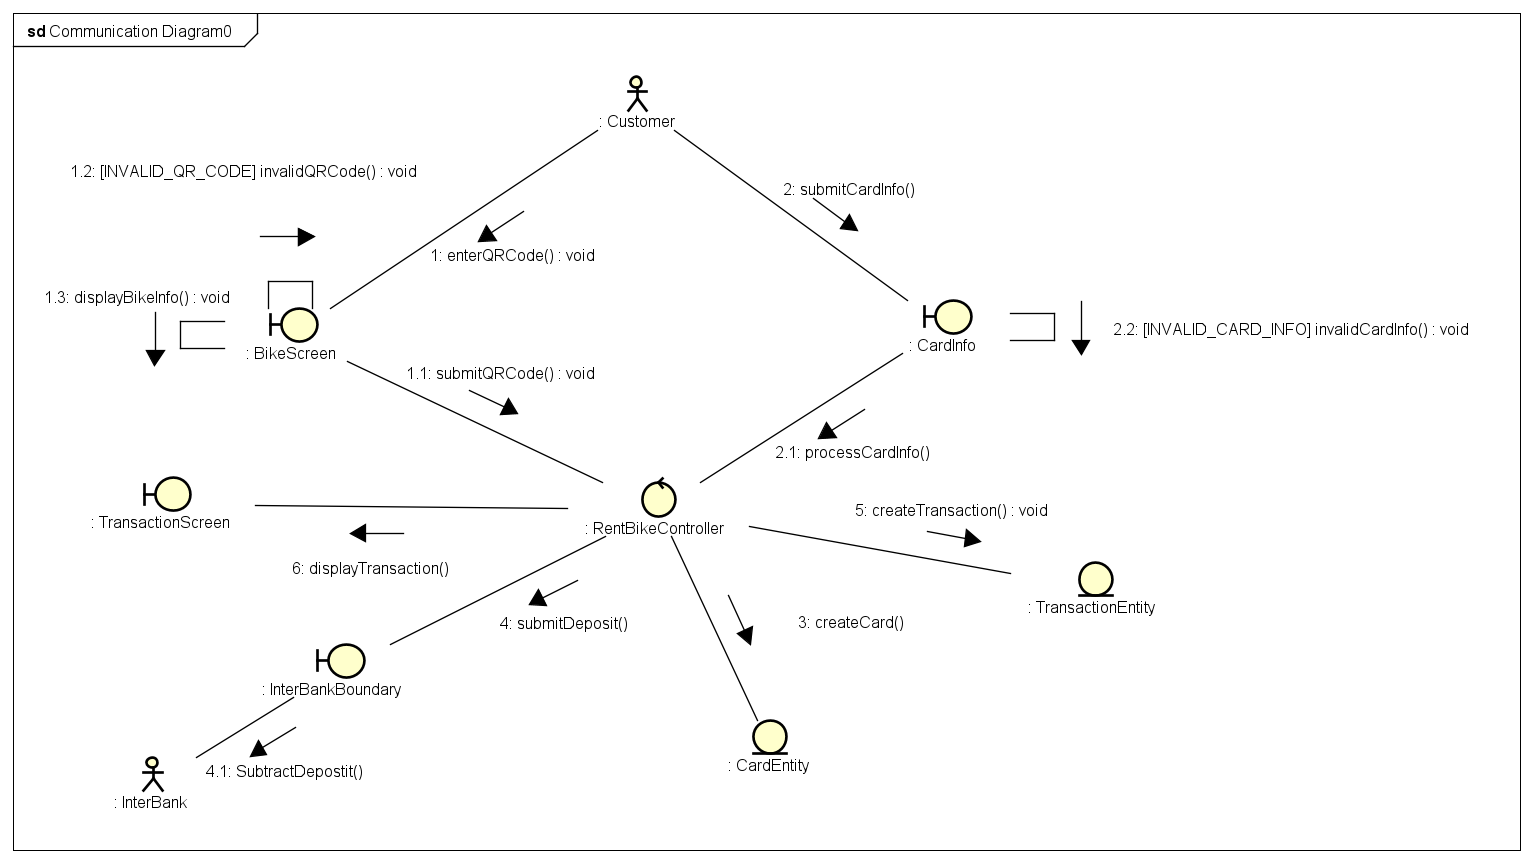 sd Communication Diagram0
: Customer
1.2: [INVALID_QR_CODE] invalidQRCode() : void
2: submitCardInfo()
1: enterQRCode() : void
1.3: displayBikeInfo() : void
2.2: [INVALID_CARD_INFO] invalidCardInfo() : void
: BikeScreen
: CardInfo
1.1: submitQRCode() : void
2.1: processCardInfo()
: TransactionScreen
: RentBikeController
5: createTransaction() : void
6: displayTransaction()
: TransactionEntity
4: submitDeposit()
3: createCard()
: InterBankBoundary
4.1: SubtractDepostit()
: CardEntity
: InterBank